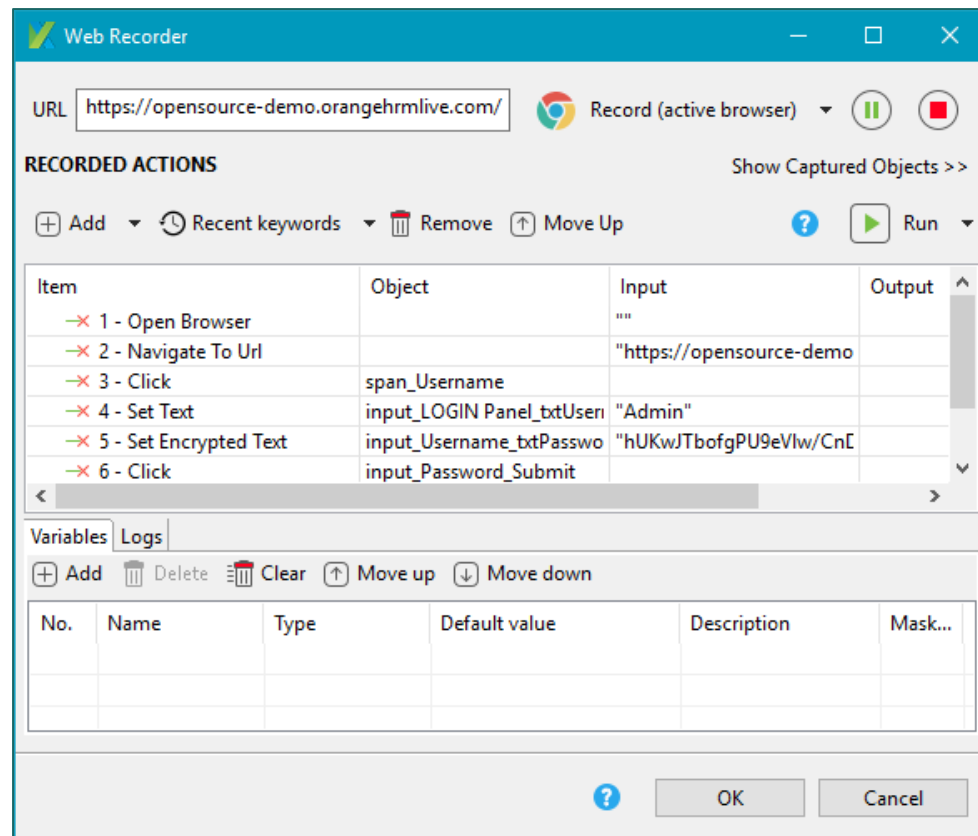 Web Recorder
URL https://opensource-demo.orangehrmlive.com/ Record (active browser)
RECORDED ACTIONS Show Captured Objects >>
Add Recent keywords Remove Move Up ? Run
Item Object Input Output
1 - Open Browser ""
2 - Navigate To Url "https://opensource-demo
3 - Click span_Username
4 - Set Text input_LOGIN Panel_txtUsern "Admin"
5 - Set Encrypted Text input_Username_txtPasswo "hUKwJTbofgPU9eVlw/CnD
6 - Click input_Password_Submit
Variables Logs
Add Delete Clear Move up Move down
No. Name Type Default value Description Mask...
? OK Cancel